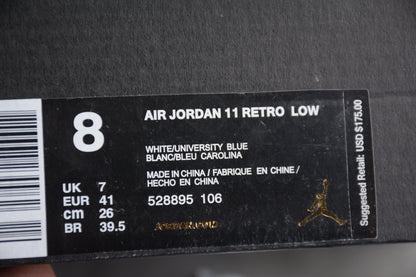 8
AIR JORDAN 11 RETRO LOW
WHITE/UNIVERSITY BLUE
BLANC/BLEU CAROLINA
MADE IN CHINA / FABRIQUE EN CHINE /
HECHO EN CHINA
528895 106
UK 7
EUR 41
cm 26
BR 39.5
Suggested Retail: USD $175.00